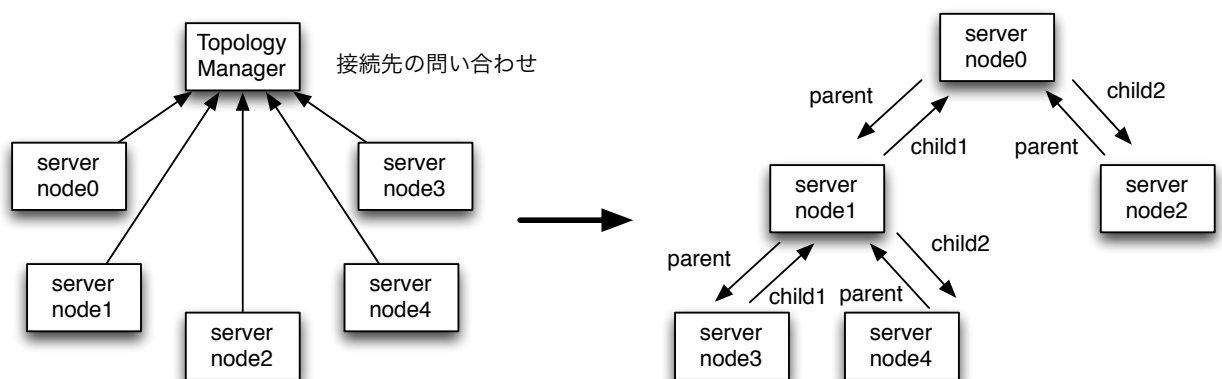 Topology
Manager
接続先の問い合わせ
server
node0
server
node3
server
node1
server
node4
server
node2
server
node0
parent
child2
child1
parent
server
node1
server
node2
parent
child2
child1
parent
server
node3
server
node4